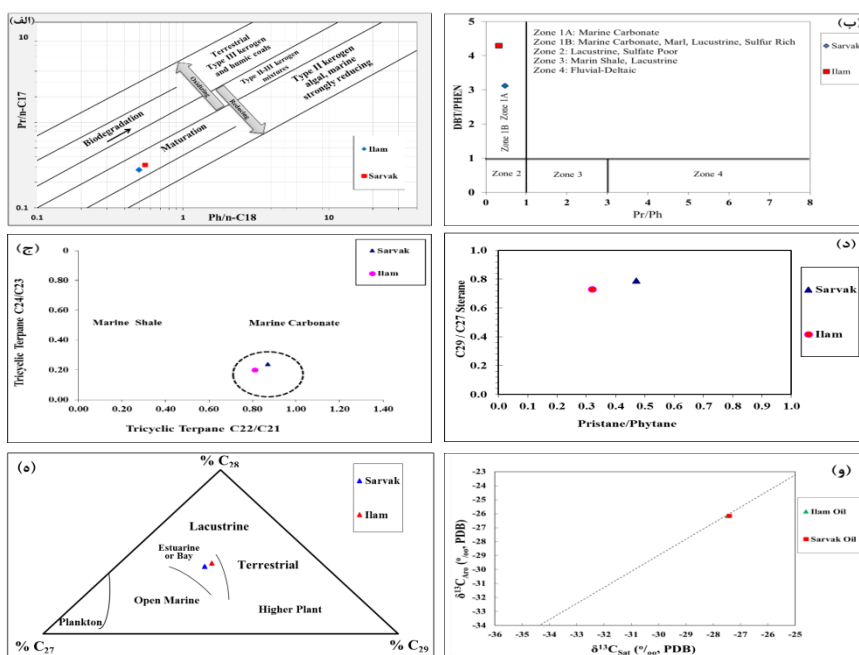 (الف)
10
Pr/n-C17
0.1
Terrestrial
Type III kerogen
and humic coals
Type II-III kerogen
mixtures
Type II kerogen
algal, marine
strongly reducing
Oxidizing
Reducing
Biodegradation
Maturation
Ilam
Sarvak
0.1
1
10
Ph/n-C18
(ب)
DBT/PHEN
5
4
3
2
1
0
Zone 1A: Marine Carbonate
Zone 1B: Marine Carbonate, Marl, Lucustrine, Sulfur Rich
Zone 2: Lacustrine, Sulfate Poor
Zone 3: Marin Shale, Lacustrine
Zone 4: Fluvial-Deltaic
Sarvak
Ilam
Zone 1B
Zone 1A
Zone 2
Zone 3
Zone 4
0 1 2 3 4 5 6 7 8
Pr/Ph
(ج)
Tricyclic Terpane C24/C23
0
0.80
0.60
0.40
0.20
0.00
Sarvak
Ilam
Marine Shale
Marine Carbonate
0.00 0.20 0.40 0.60 0.80 1.00 1.20 1.40
Tricyclic Terpane C22/C21
(د)
C29 / C27 Sterane
1.0
0.8
0.6
0.4
0.2
0.0
Sarvak
Ilam
0.0 0.1 0.2 0.3 0.4 0.5 0.6 0.7 0.8 0.9 1.0
Pristane/Phytane
(ه)
% C28
Sarvak
Ilam
Lacustrine
Estuarine
or Bay
Terrestrial
Open Marine
Higher Plant
Plankton
% C27
% C29
(و)
δ13CAro (°/oo, PDB)
-23
-24
-25
-26
-27
-28
-29
-30
-31
-32
-33
-34
Ilam Oil
Sarvak Oil
-36 -35 -34 -33 -32 -31 -30 -29 -28 -27 -26 -25
δ13CSat (°/oo, PDB)